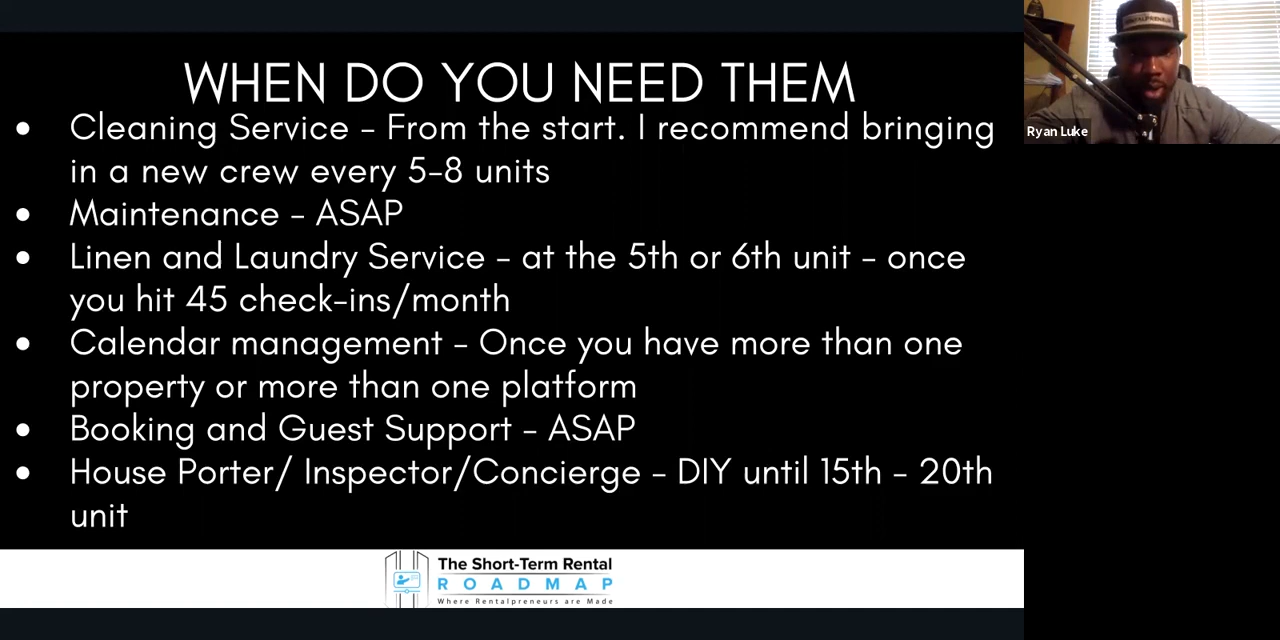 WHEN DO YOU NEED THEM
• Cleaning Service - From the start. I recommend bringing
in a new crew every 5-8 units
• Maintenance - ASAP
• Linen and Laundry Service - at the 5th or 6th unit - once
you hit 45 check-ins/month
• Calendar management - Once you have more than one
property or more than one platform
• Booking and Guest Support - ASAP
• House Porter/ Inspector/Concierge - DIY until 15th - 20th
unit
The Short-Term Rental
ROADMAP
Where Rentalpreneurs are Made
Ryan Luke